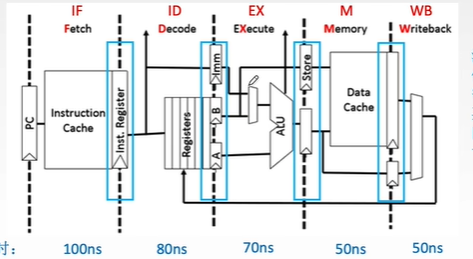 IF ID EX M WB
Fetch Decode EXecute Memory Writeback
PC
Instruction
Cache
Inst. Register
Registers
Imm
B
A
ALU
Store
Data
Cache
时： 100ns 80ns 70ns 50ns 50ns